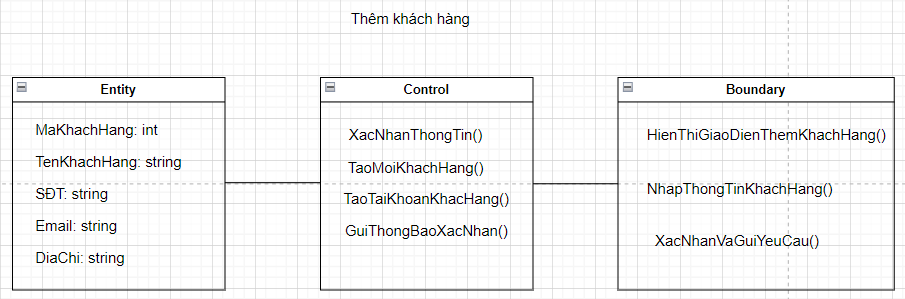 Thêm khách hàng
Entity
MaKhachHang: int
TenKhachHang: string
SĐT: string
Email: string
DiaChi: string
Control
XacNhanThongTin()
TaoMoiKhachHang()
TaoTaiKhoanKhacHang()
GuiThongBaoXacNhan()
Boundary
HienThiGiaoDienThemKhachHang()
NhapThongTinKhachHang()
XacNhanVaGuiYeuCau()